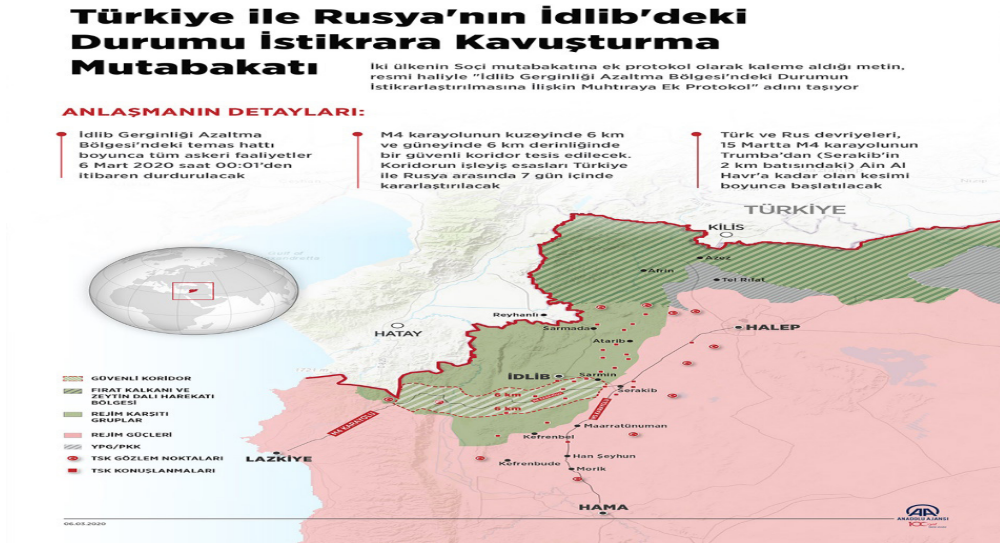 Türkiye ile Rusya'nın İdlib'deki
Durumu İstikrara Kavuşturma
Mutabakatı
İki ülkenin Soçi mutabakatına ek protokol olarak kaleme aldığı metin,
resmi haliyle "İdlib Gerginliği Azaltma Bölgesi'ndeki Durumun
İstikrarlaştırılmasına İlişkin Muhtıraya Ek Protokol" adını taşıyor
ANLAŞMANIN DETAYLARI:
İdlib Gerginliği Azaltma
Bölgesi'ndeki temas hattı
boyunca tüm askeri faaliyetler
6 Mart 2020 saat 00:01'den
itibaren durdurulacak
M4 karayolunun kuzeyinde 6 km
ve güneyinde 6 km derinliğinde
bir güvenli koridor tesis edilecek.
Koridorun işleyiş esasları Türkiye
ile Rusya arasında 7 gün içinde
kararlaştırılacak
Türk ve Rus devriyeleri,
15 Martta M4 karayolunun
Trumba'dan (Serakib'in
2 km batısındaki) Ain Al
Havr'a kadar olan kesimi
boyunca başlatılacak
TÜRKİYE
KİLİS
Azez
Afrin
Tel Rıfat
Reyhanlı
HATAY
Sarmada
HALEP
Atarib
İDLİB
Sarmin
Serakib
6 km
6 km
M4 KARAYOLU
Maarratünuman
Kefrenbel
LAZKİYE
Han Şeyhun
Kefrenbude
Morik
HAMA
GÜVENLİ KORİDOR
FIRAT KALKANI VE
ZEYTİN DALI HAREKATI
BÖLGESİ
REJİM KARŞITI
GRUPLAR
REJİM GÜÇLERİ
YPG/PKK
TSK GÖZLEM NOKTALARI
TSK KONUŞLANMALARI
06.03.2020
AA
ANADOLU AJANSI